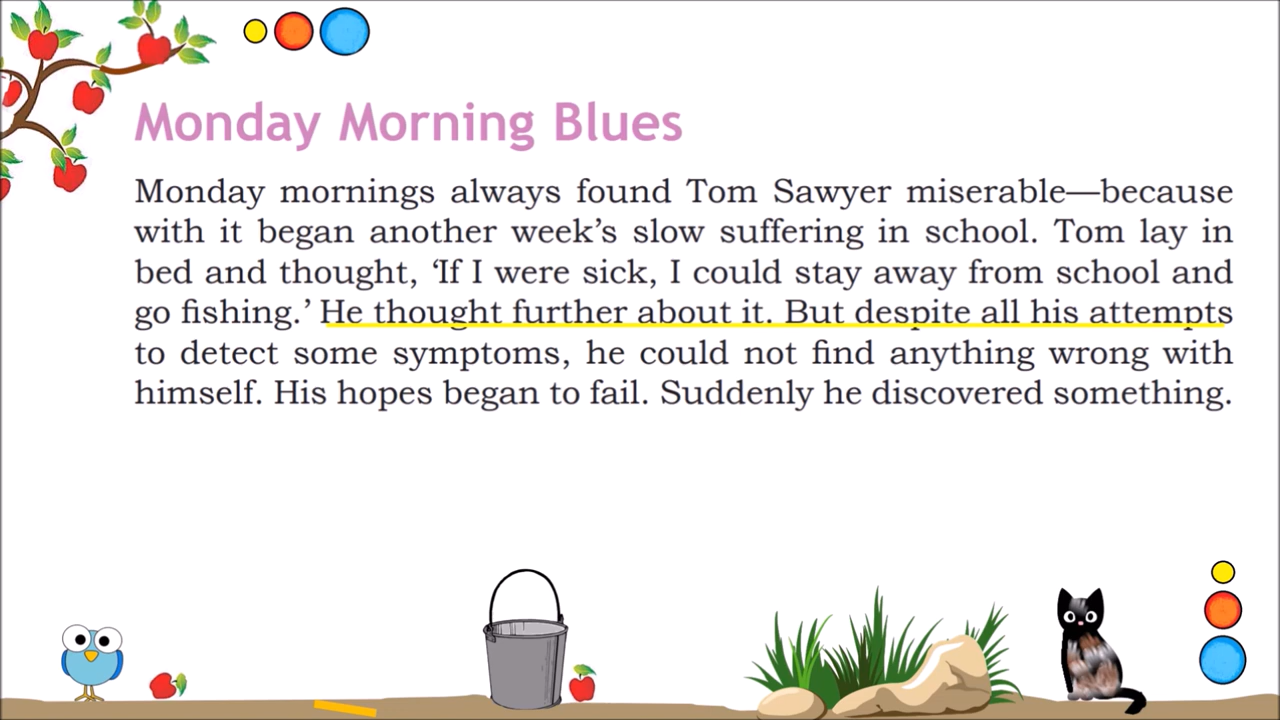 Monday Morning Blues
Monday mornings always found Tom Sawyer miserable—because
with it began another week’s slow suffering in school. Tom lay in
bed and thought, ‘If I were sick, I could stay away from school and
go fishing.’ He thought further about it. But despite all his attempts
to detect some symptoms, he could not find anything wrong with
himself. His hopes began to fail. Suddenly he discovered something.